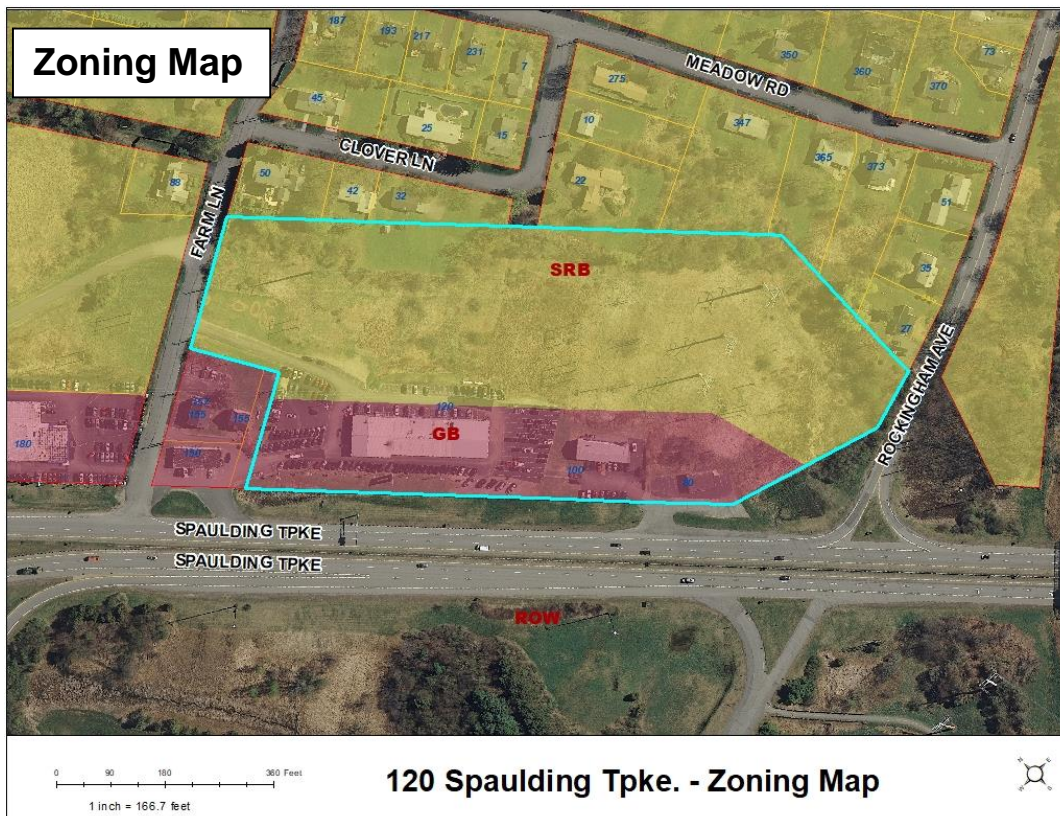 Zoning Map
187
193
217
231
7
350
360
73
370
MEADOW RD
275
45
25
15
10
347
CLOVER LN
365
373
88
50
42
32
22
51
FARM LN
SRB
35
27
ROCKINGHAM AVE
120
165
155
180
GB
100
SPAULDING TPKE
SPAULDING TPKE
ROW
0 90 180 360 Feet
1 inch = 166.7 feet
120 Spaulding Tpke. - Zoning Map
N
E
W
S